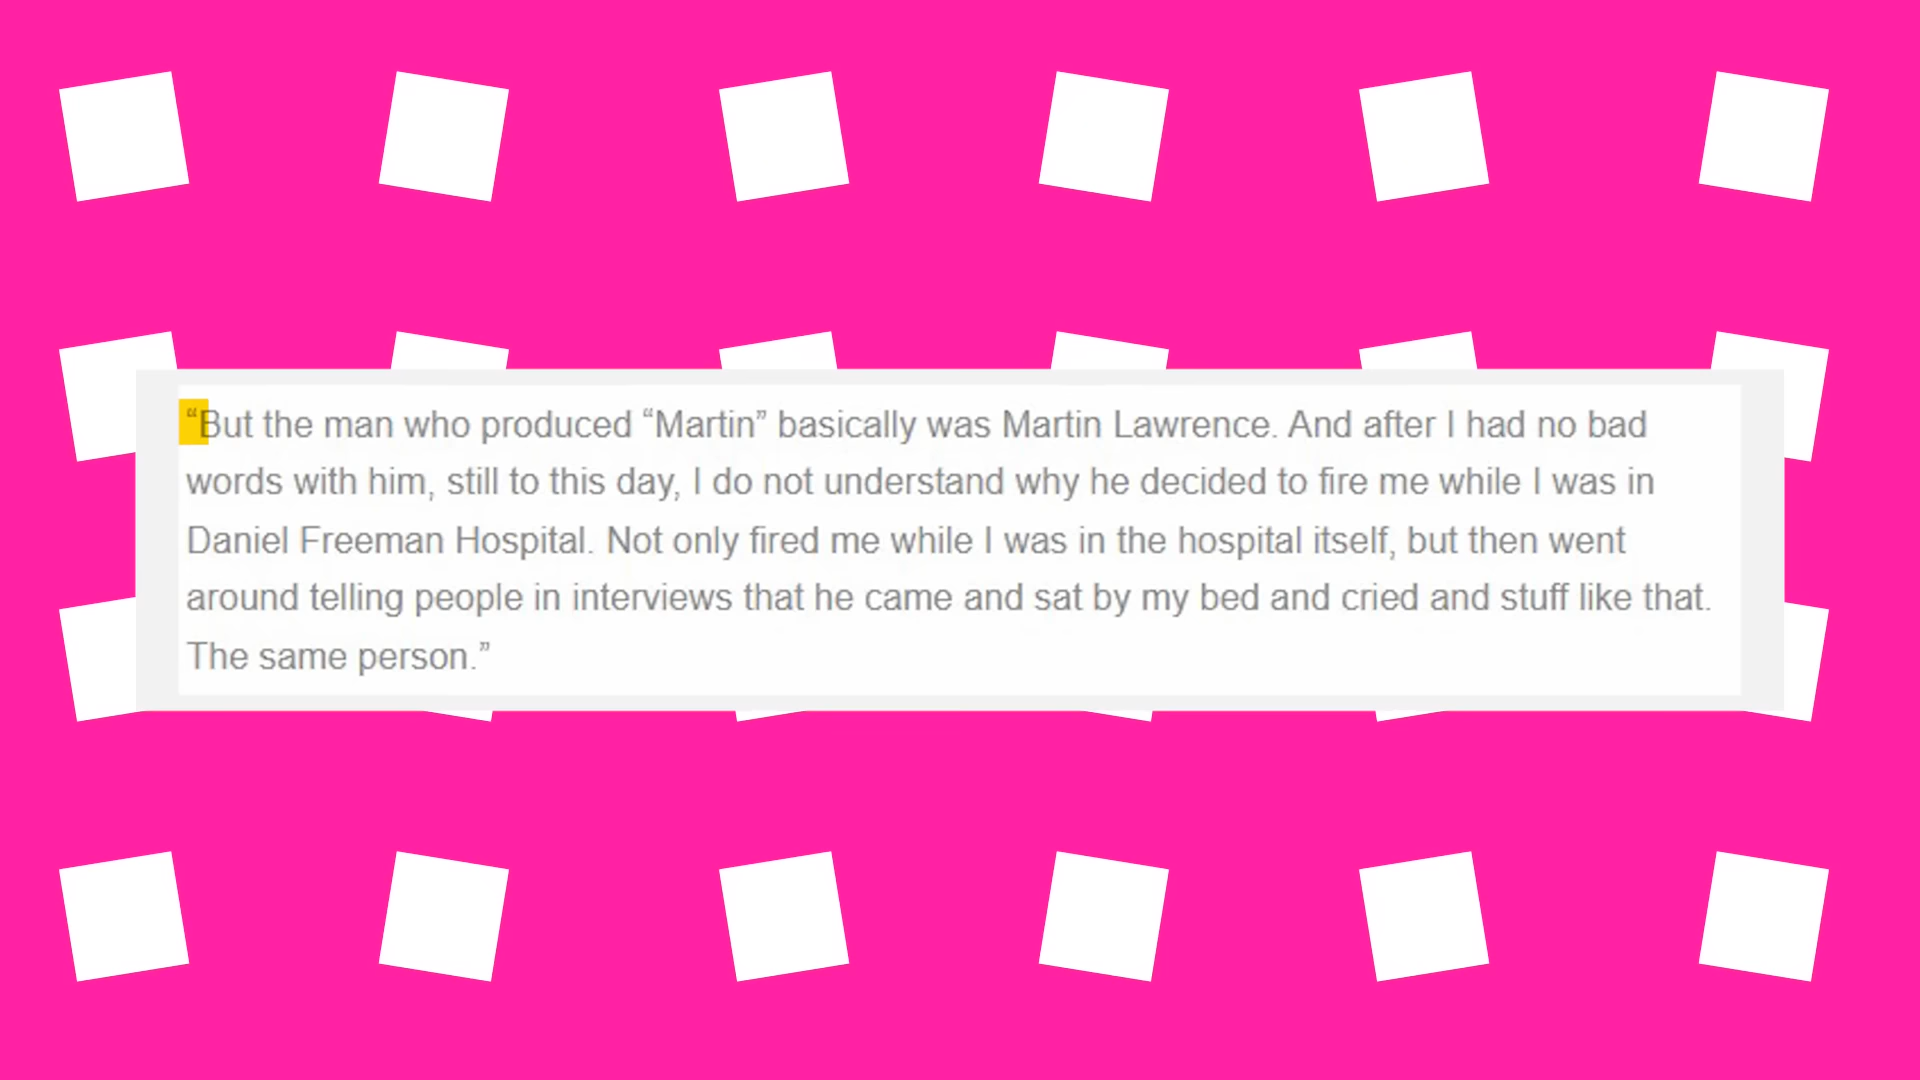 “But the man who produced “Martin” basically was Martin Lawrence. And after I had no bad
words with him, still to this day, I do not understand why he decided to fire me while I was in
Daniel Freeman Hospital. Not only fired me while I was in the hospital itself, but then went
around telling people in interviews that he came and sat by my bed and cried and stuff like that.
The same person.”